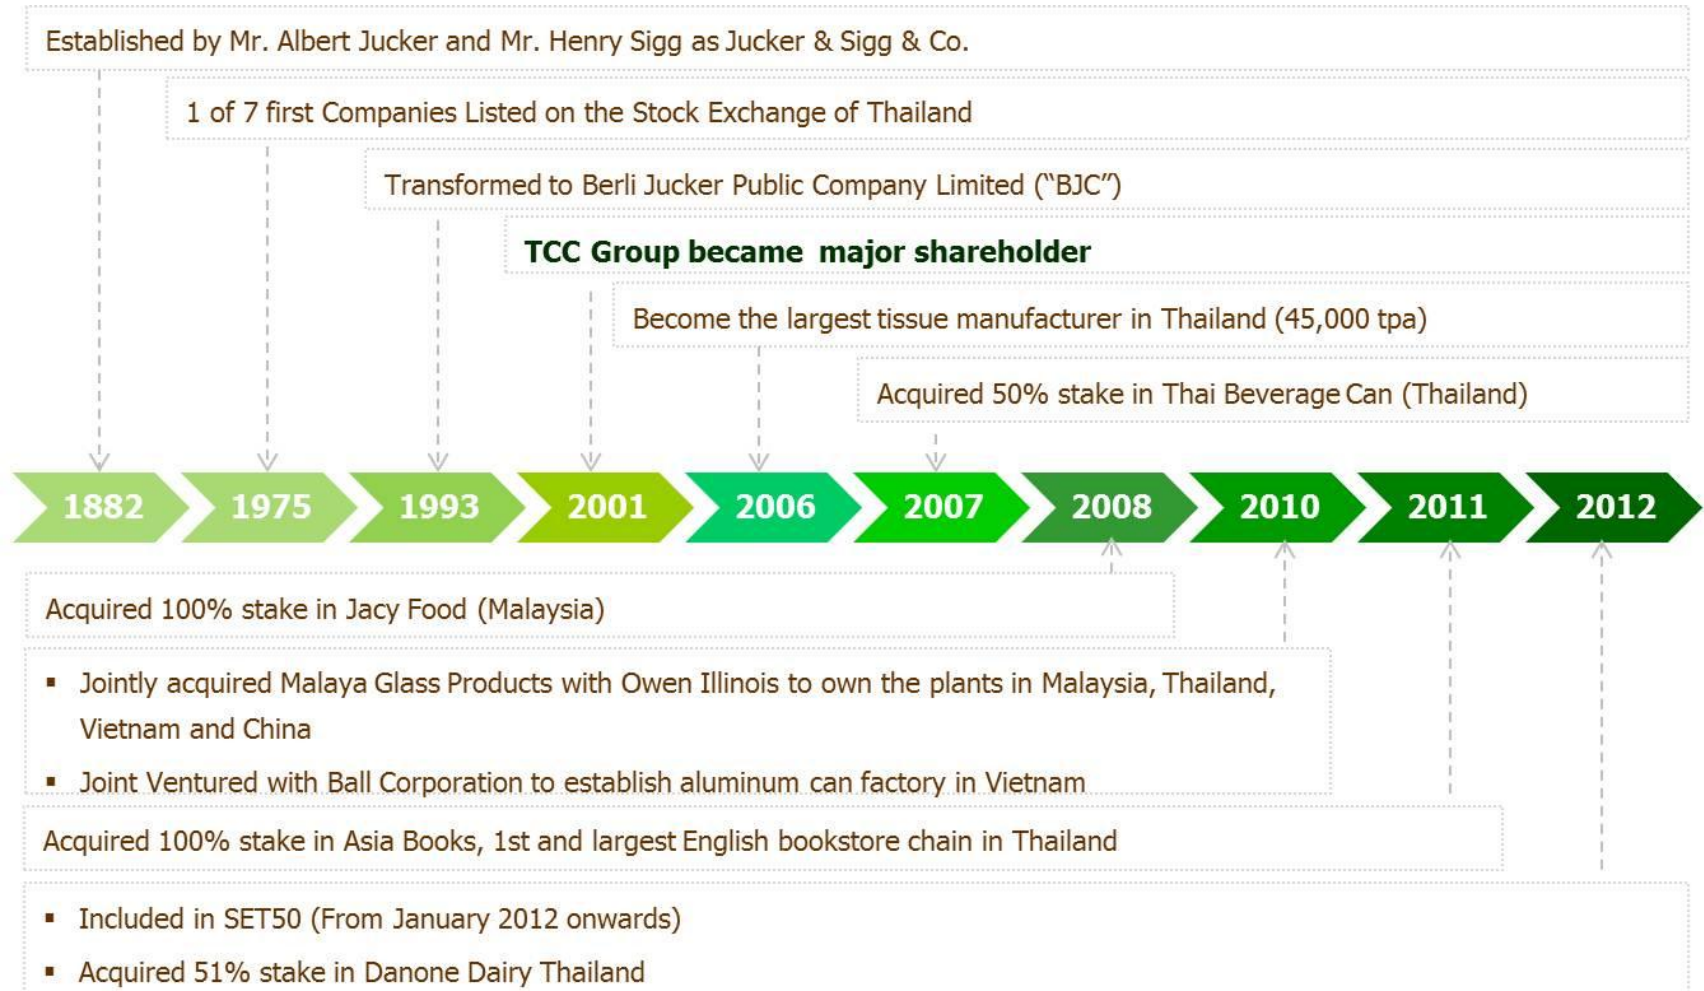 Established by Mr. Albert Jucker and Mr. Henry Sigg as Jucker & Sigg & Co.
1 of 7 first Companies Listed on the Stock Exchange of Thailand
Transformed to Berli Jucker Public Company Limited (“BJC”)
TCC Group became major shareholder
Become the largest tissue manufacturer in Thailand (45,000 tpa)
Acquired 50% stake in Thai Beverage Can (Thailand)
1882 1975 1993 2001 2006 2007 2008 2010 2011 2012
Acquired 100% stake in Jacy Food (Malaysia)
▪ Jointly acquired Malaya Glass Products with Owen Illinois to own the plants in Malaysia, Thailand,
Vietnam and China
▪ Joint Ventured with Ball Corporation to establish aluminum can factory in Vietnam
Acquired 100% stake in Asia Books, 1st and largest English bookstore chain in Thailand
▪ Included in SET50 (From January 2012 onwards)
▪ Acquired 51% stake in Danone Dairy Thailand